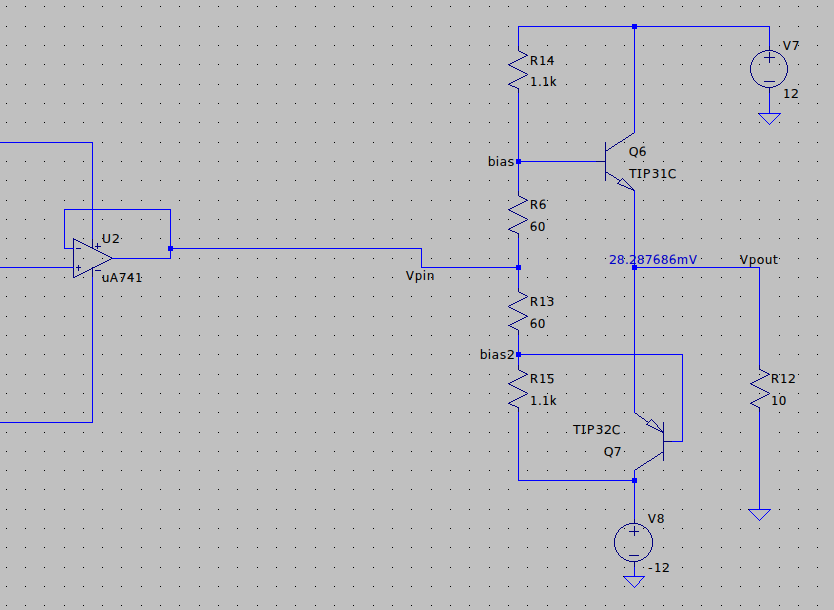 V7
12
R14
1.1k
bias
Q6
TIP31C
R6
60
U2
uA741
Vpin
28.287686mV
Vpout
R13
60
bias2
R15
1.1k
R12
10
TIP32C
Q7
V8
-12